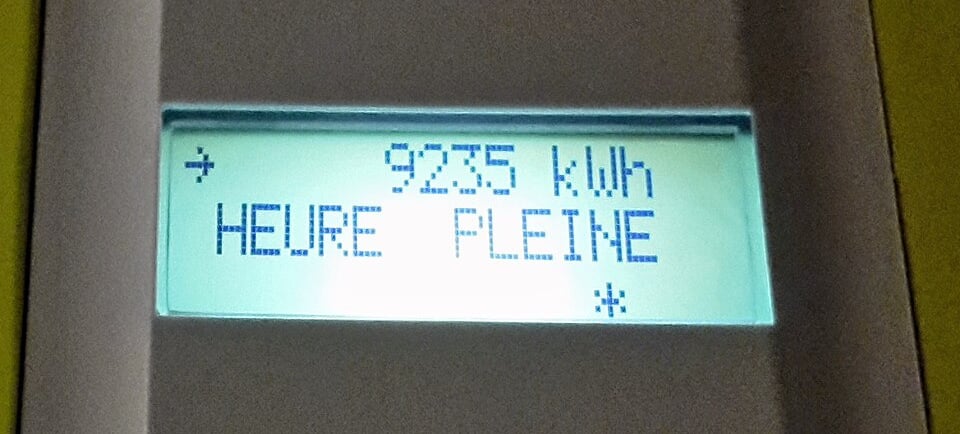 → 9235 kWh
HEURE PLEINE
*